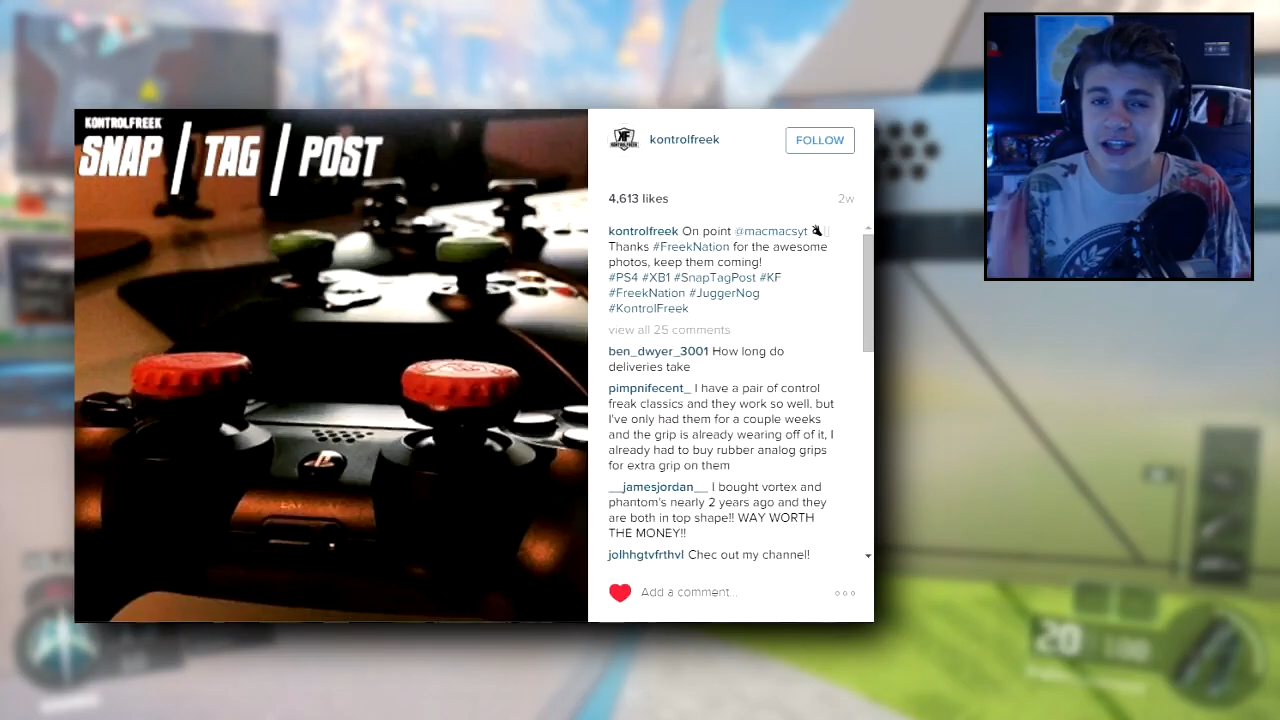 KONTROLFREEK
SNAP / TAG / POST
KF
KONTROLFREEK
kontrolfreek
FOLLOW
4,613 likes
2w
kontrolfreek On point @macmacsyt
Thanks #FreekNation for the awesome
photos, keep them coming!
#PS4 #XB1 #SnapTagPost #KF
#FreekNation #JuggerNog
#KontrolFreek
view all 25 comments
ben_dwyer_3001 How long do
deliveries take
pimpnifecent_ I have a pair of control
freak classics and they work so well. but
I've only had them for a couple weeks
and the grip is already wearing off of it, I
already had to buy rubber analog grips
for extra grip on them
__jamesjordan__ I bought vortex and
phantom's nearly 2 years ago and they
are both in top shape!! WAY WORTH
THE MONEY!!
jolhhgtvfrthvl Chec out my channel!
Add a comment...
20 100